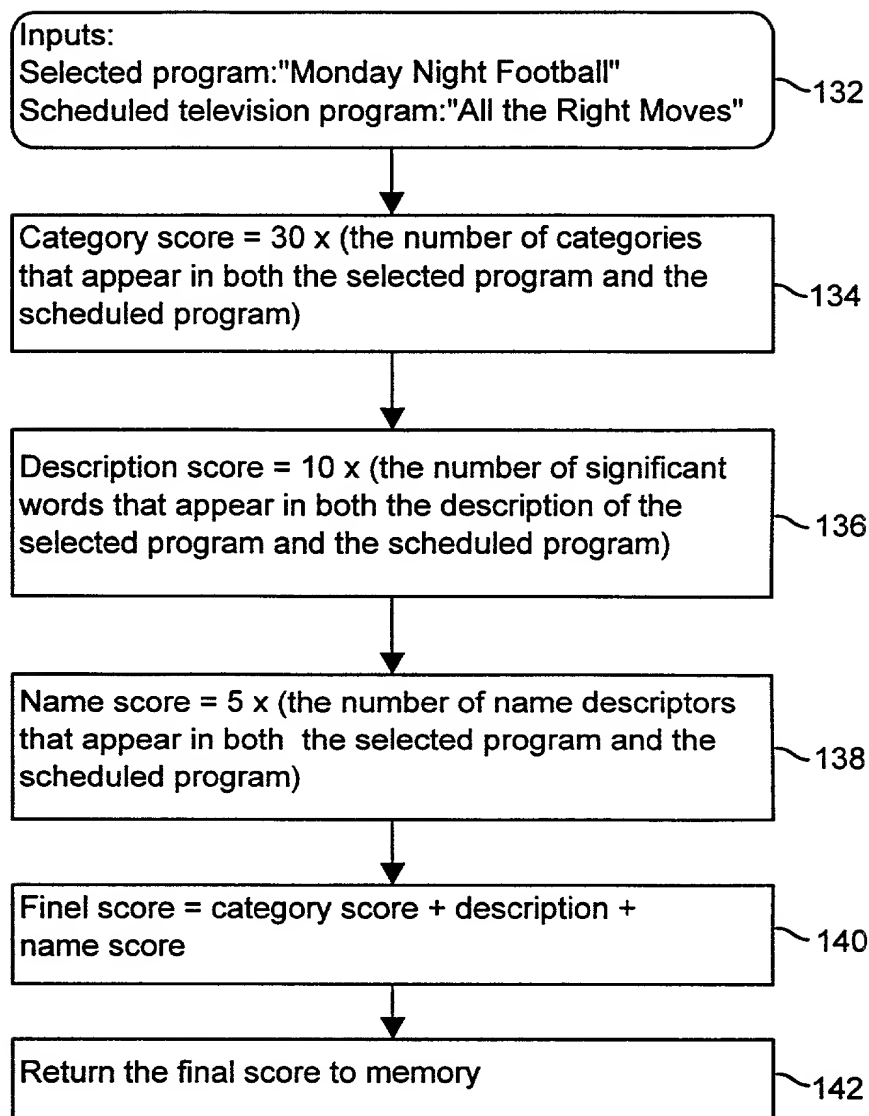 Inputs:
Selected program:"Monday Night Football"
Scheduled television program:"All the Right Moves"
132
Category score = 30 x (the number of categories
that appear in both the selected program and the
scheduled program)
134
Description score = 10 x (the number of significant
words that appear in both the description of the
selected program and the scheduled program)
136
Name score = 5 x (the number of name descriptors
that appear in both the selected program and the
scheduled program)
138
Finel score = category score + description +
name score
140
Return the final score to memory
142